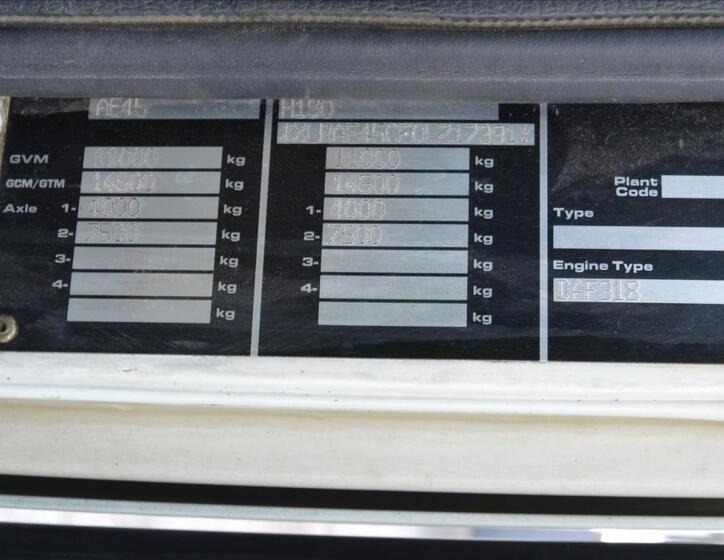 AE45 H190
*XLRAE45CE0L217391*
GVM 11000 kg 11000 kg
GCM/GTM 14500 kg 14500 kg
Plant Code
Axle 1- 4000 kg 1- 4000 kg
Type
2- 7500 kg 2- 7500 kg
3- kg 3- kg
Engine Type
4- kg 4- kg
DAF318
kg kg